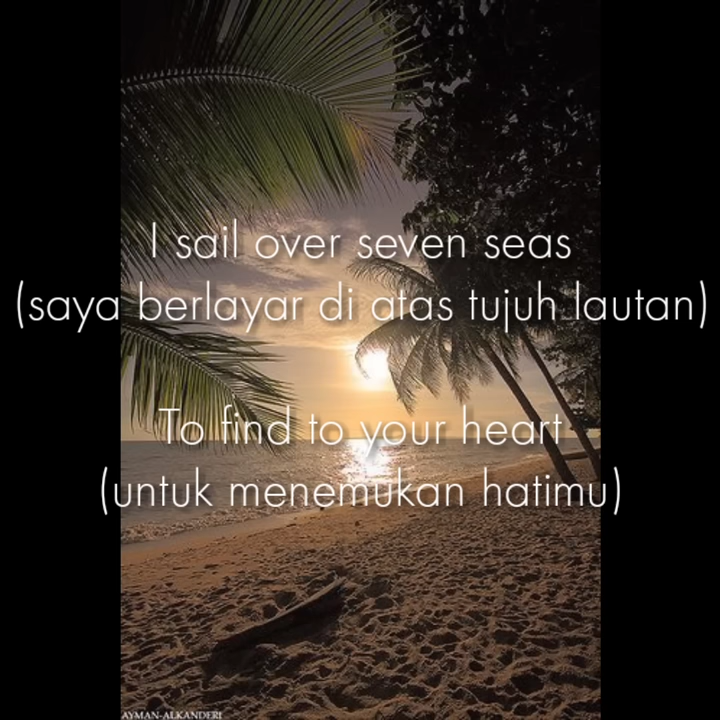 I sail over seven seas
(saya berlayar di atas tujuh lautan)
To find to your heart
(untuk menemukan hatimu)
AYMAN-ALKANDERI